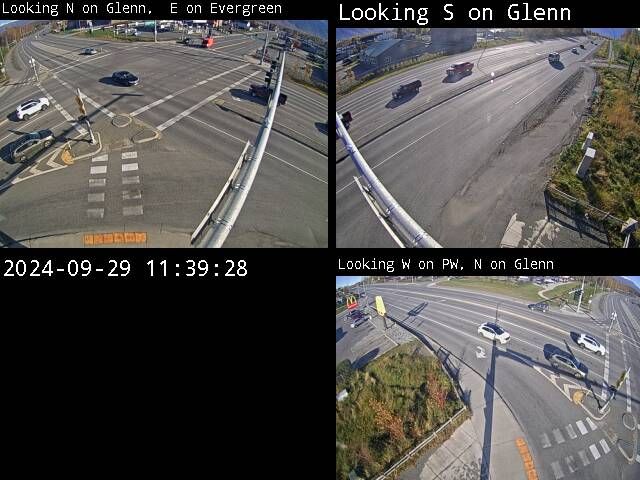 Looking N on Glenn, E on Evergreen
Looking S on Glenn
2024-09-29 11:39:28
Looking W on PW, N on Glenn